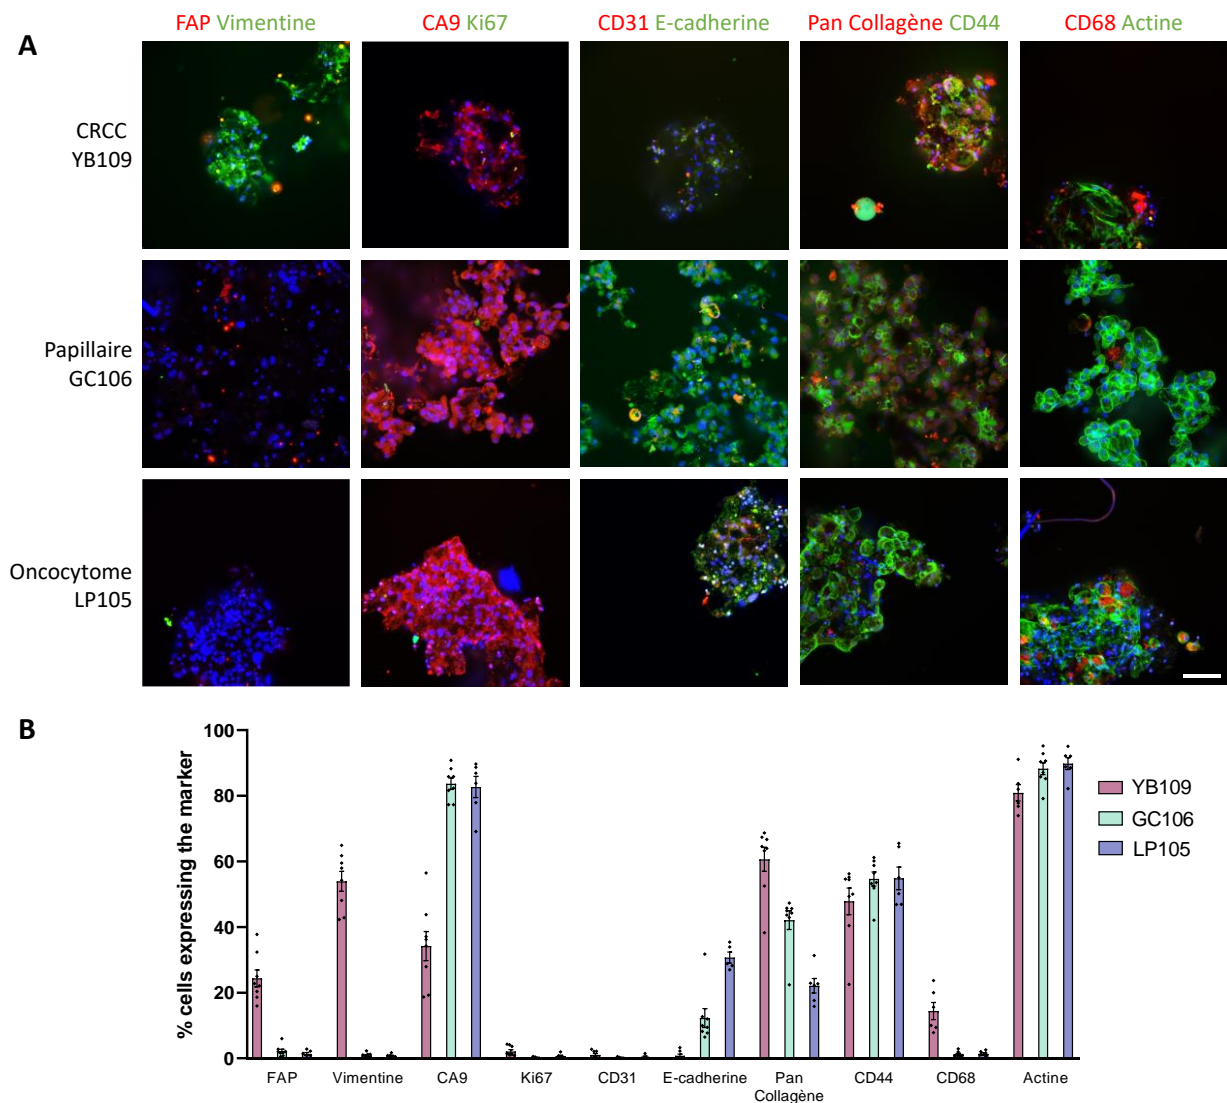 A
FAP Vimentine
CA9 Ki67
CD31 E-cadherine
Pan Collagène CD44
CD68 Actine
CRCC
YB109
Papillaire
GC106
Oncocytome
LP105
B
% cells expressing the marker
100
80
60
40
20
0
FAP
Vimentine
CA9
Ki67
CD31
E-cadherine
Pan
Collagène
CD44
CD68
Actine
YB109
GC106
LP105